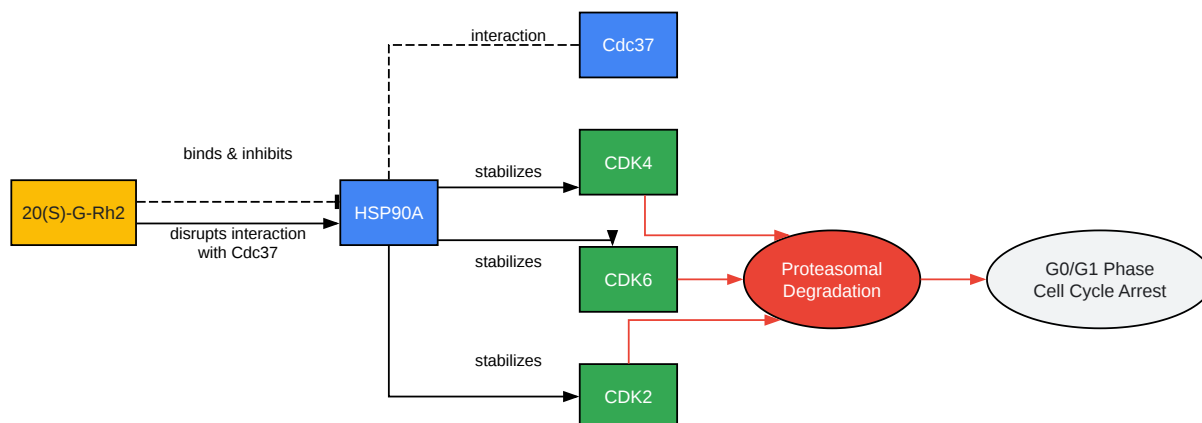 interaction
Cdc37
binds & inhibits
stabilizes
CDK4
20(S)-G-Rh2
HSP90A
disrupts interaction
with Cdc37
stabilizes
CDK6
Proteasomal
Degradation
G0/G1 Phase
Cell Cycle Arrest
stabilizes
CDK2